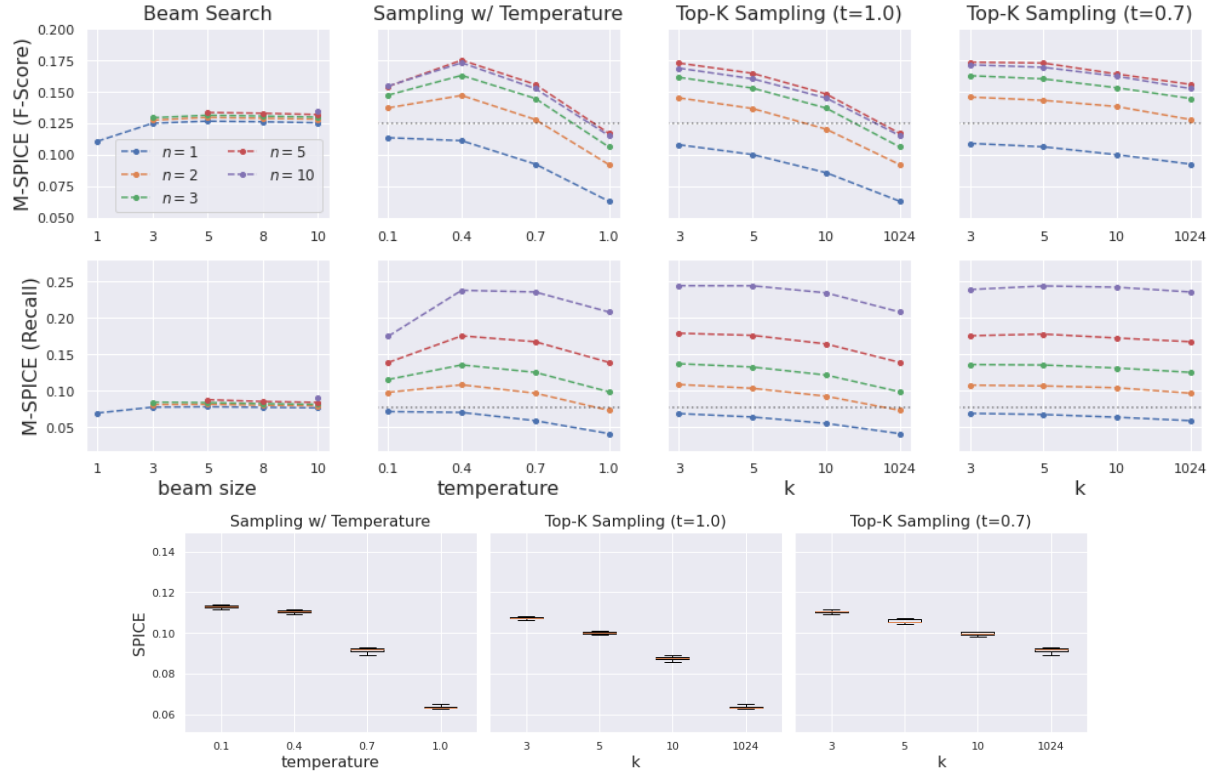 Beam Search
Sampling w/ Temperature
Top-K Sampling (t=1.0)
Top-K Sampling (t=0.7)
M-SPICE (F-Score)
0.200
0.175
0.150
0.125
0.100
0.075
0.050
n = 1
n = 2
n = 3
n = 5
n = 10
1 3 5 8 10
0.1 0.4 0.7 1.0
3 5 10 1024
3 5 10 1024
M-SPICE (Recall)
0.25
0.20
0.15
0.10
0.05
1 3 5 8 10
0.1 0.4 0.7 1.0
3 5 10 1024
3 5 10 1024
beam size
temperature
k
k
Sampling w/ Temperature
Top-K Sampling (t=1.0)
Top-K Sampling (t=0.7)
SPICE
0.14
0.12
0.10
0.08
0.06
0.1 0.4 0.7 1.0
3 5 10 1024
3 5 10 1024
temperature
k
k